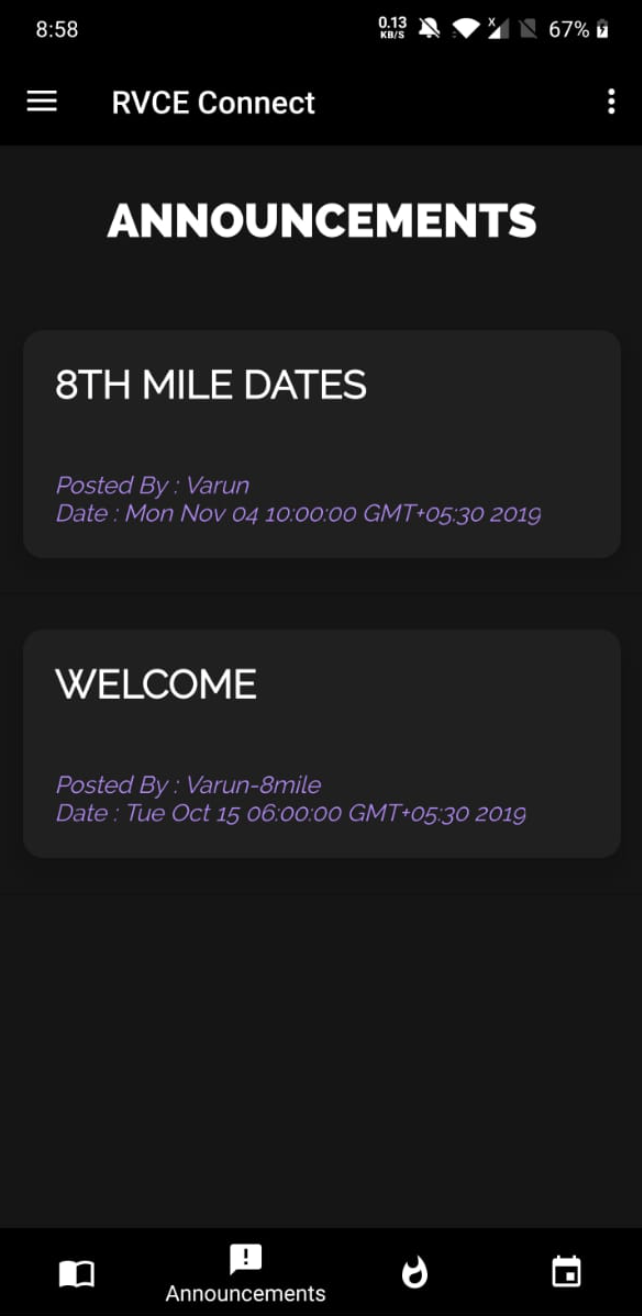 8:58
0.13
KB/S
67%
RVCE Connect
ANNOUNCEMENTS
8TH MILE DATES
Posted By : Varun
Date : Mon Nov 04 10:00:00 GMT+05:30 2019
WELCOME
Posted By : Varun-8mile
Date : Tue Oct 15 06:00:00 GMT+05:30 2019
Announcements